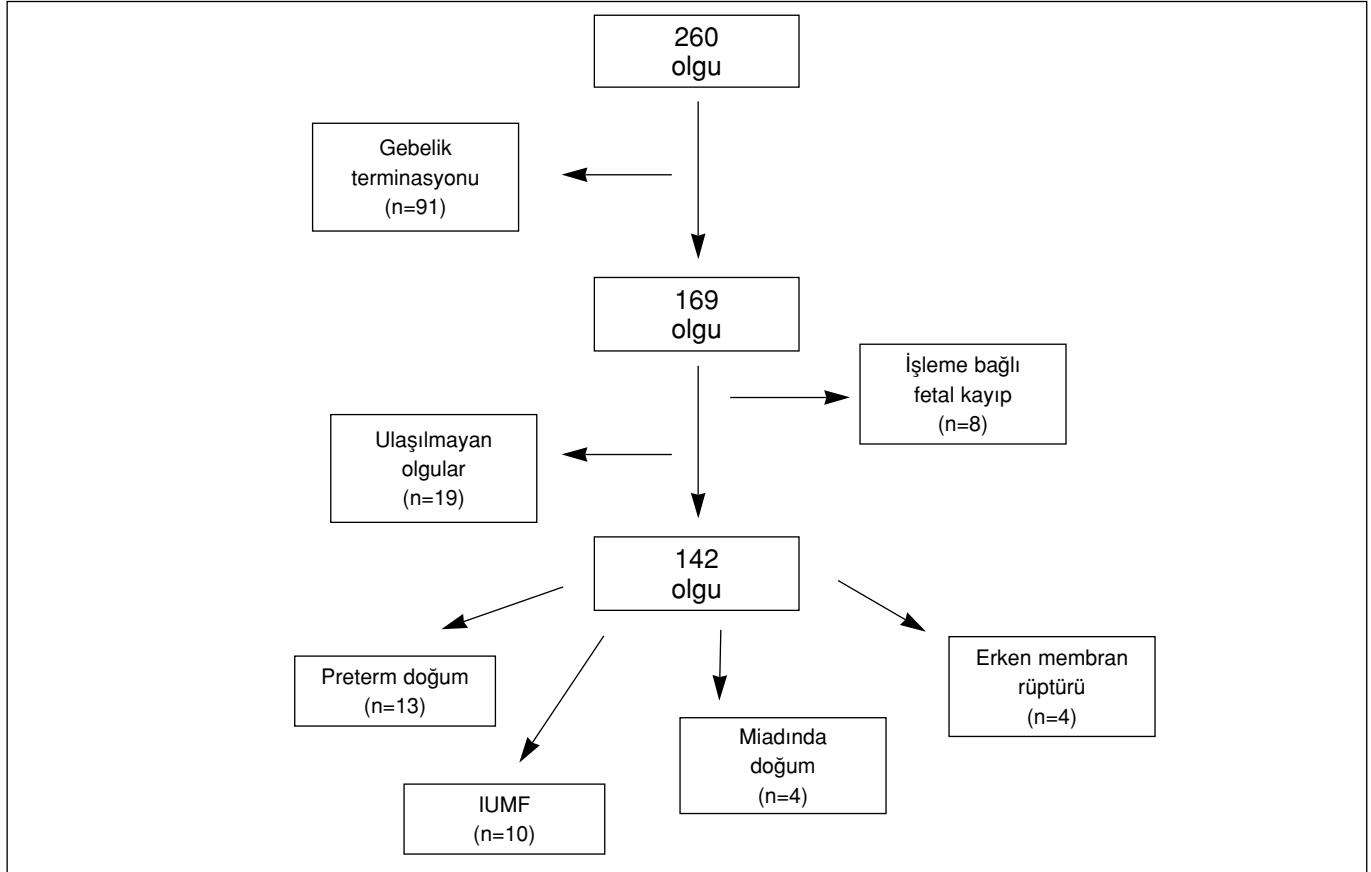 260
olgu
Gebelik
terminasyonu
(n=91)
169
olgu
İşleme bağlı
fetal kayıp
(n=8)
Ulaşılmayan
olgular
(n=19)
142
olgu
Preterm doğum
(n=13)
IUMF
(n=10)
Miadında
doğum
(n=4)
Erken membran
rüptürü
(n=4)